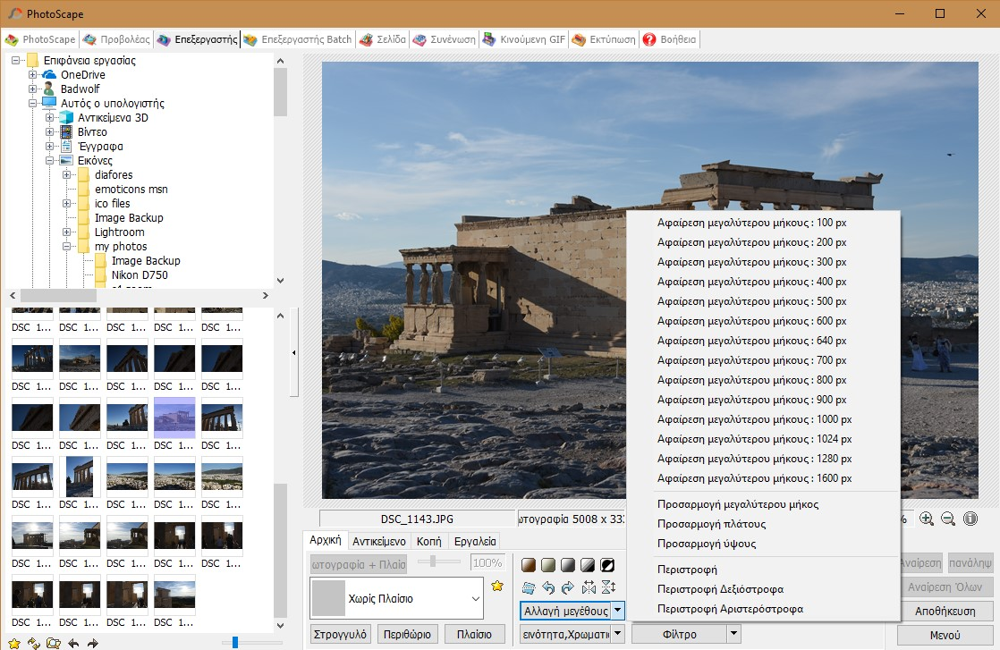 PhotoScape
PhotoScape Προβολέας Επεξεργαστής Επεξεργαστής Batch Σελίδα Συνένωση Κινούμενη GIF Εκτύπωση Βοήθεια
Επιφάνεια εργασίας
OneDrive
Badwolf
Αυτός ο υπολογιστής
Αντικείμενα 3D
Βίντεο
Έγγραφα
Εικόνες
diafores
emoticons msn
ico files
Image Backup
Lightroom
my photos
Image Backup
Nikon D750
DSC 1... DSC 1... DSC 1... DSC 1... DSC 1...
DSC 1... DSC 1... DSC 1... DSC 1... DSC 1...
DSC 1... DSC 1... DSC 1... DSC 1... DSC 1...
DSC 1... DSC 1... DSC 1... DSC 1... DSC 1...
DSC 1... DSC 1... DSC 1... DSC 1... DSC 1...
DSC 1... DSC 1... DSC 1... DSC 1...
Αφαίρεση μεγαλύτερου μήκους : 100 px
Αφαίρεση μεγαλύτερου μήκους : 200 px
Αφαίρεση μεγαλύτερου μήκους : 300 px
Αφαίρεση μεγαλύτερου μήκους : 400 px
Αφαίρεση μεγαλύτερου μήκους : 500 px
Αφαίρεση μεγαλύτερου μήκους : 600 px
Αφαίρεση μεγαλύτερου μήκους : 640 px
Αφαίρεση μεγαλύτερου μήκους : 700 px
Αφαίρεση μεγαλύτερου μήκους : 800 px
Αφαίρεση μεγαλύτερου μήκους : 900 px
Αφαίρεση μεγαλύτερου μήκους : 1000 px
Αφαίρεση μεγαλύτερου μήκους : 1024 px
Αφαίρεση μεγαλύτερου μήκους : 1280 px
Αφαίρεση μεγαλύτερου μήκους : 1600 px
Προσαρμογή μεγαλύτερου μήκος
Προσαρμογή πλάτους
Προσαρμογή ύψους
Περιστροφή
Περιστροφή Δεξιόστροφα
Περιστροφή Αριστερόστροφα
DSC_1143.JPG ωτογραφία 5008 x 333 %
Αρχική Αντικείμενο Κοπή Εργαλεία
ωτογραφία + Πλαίσ 100%
Χωρίς Πλαίσιο
Στρογγυλό Περιθώριο Πλαίσιο
Αλλαγή μεγέθους
εινότητα,Χρωματι Φίλτρο
Αναίρεση πανάληψ
Αναίρεση Όλων
Αποθήκευση
Μενού